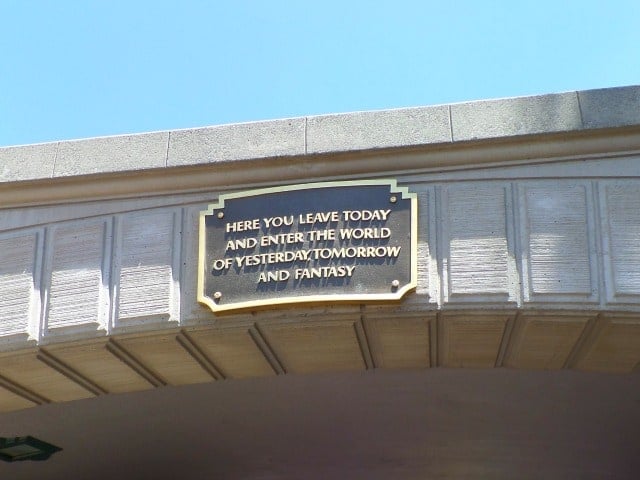 HERE YOU LEAVE TODAY
AND ENTER THE WORLD
OF YESTERDAY, TOMORROW
AND FANTASY